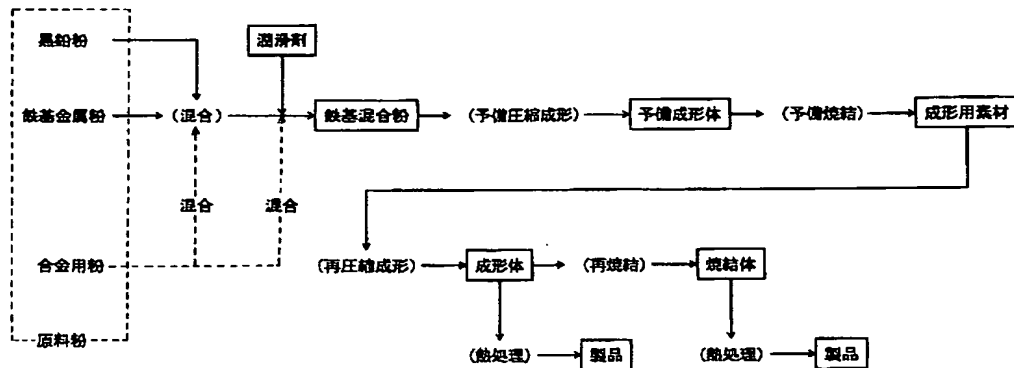 黒鉛粉
潤滑剤
鉄基金属粉 (混合) 鉄基混合粉 (予備圧縮成形) 予備成形体 (予備焼結) 成形用素材
混合 混合
合金用粉 (再圧縮成形) 成形体 (再焼結) 焼結体
原料粉
(熱処理) 製品 (熱処理) 製品